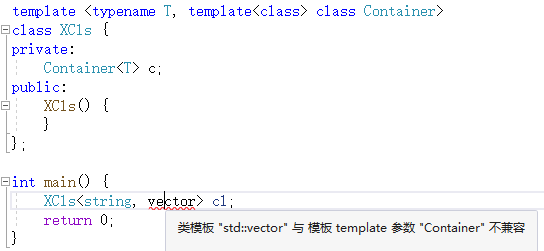 template <typename T, template<class> class Container>
class XCls {
private:
    Container<T> c;
public:
    XCls() {
    }
};
int main() {
    XCls<string, vector> c1;
    return 0;
}
类模板 "std::vector" 与 模板 template 参数 "Container" 不兼容